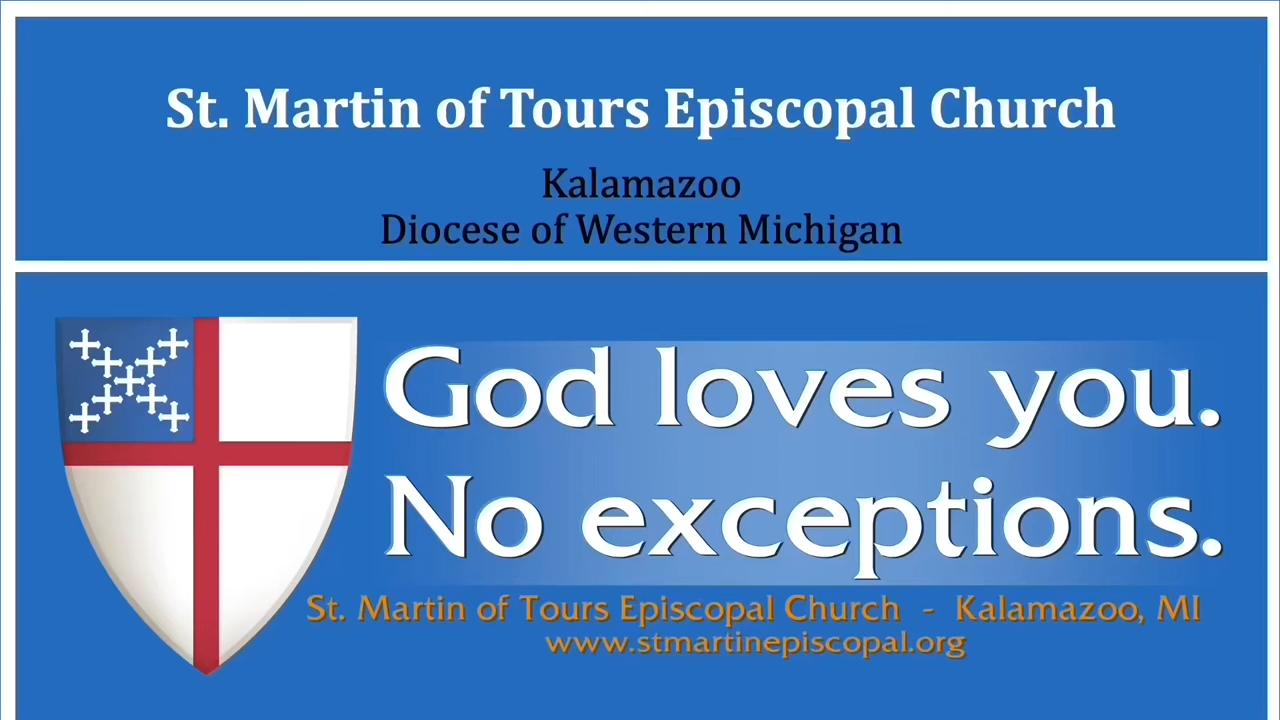 St. Martin of Tours Episcopal Church
Kalamazoo
Diocese of Western Michigan
God loves you.
No exceptions.
St. Martin of Tours Episcopal Church - Kalamazoo, MI
www.stmartinepiscopal.org